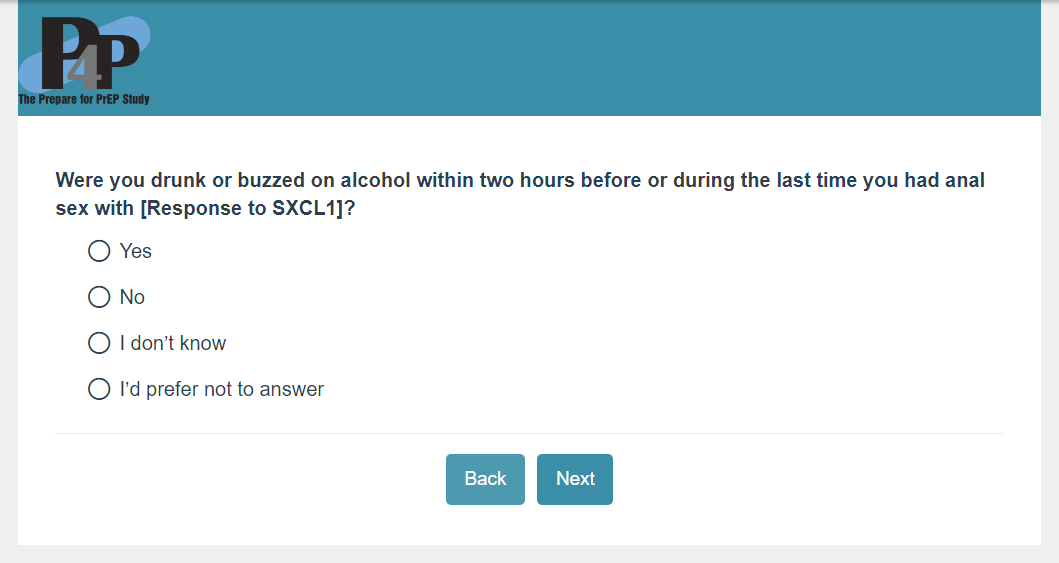 P4P
The Prepare for PrEP Study
Were you drunk or buzzed on alcohol within two hours before or during the last time you had anal
sex with [Response to SXCL1]?
Yes
No
I don’t know
I’d prefer not to answer
Back
Next